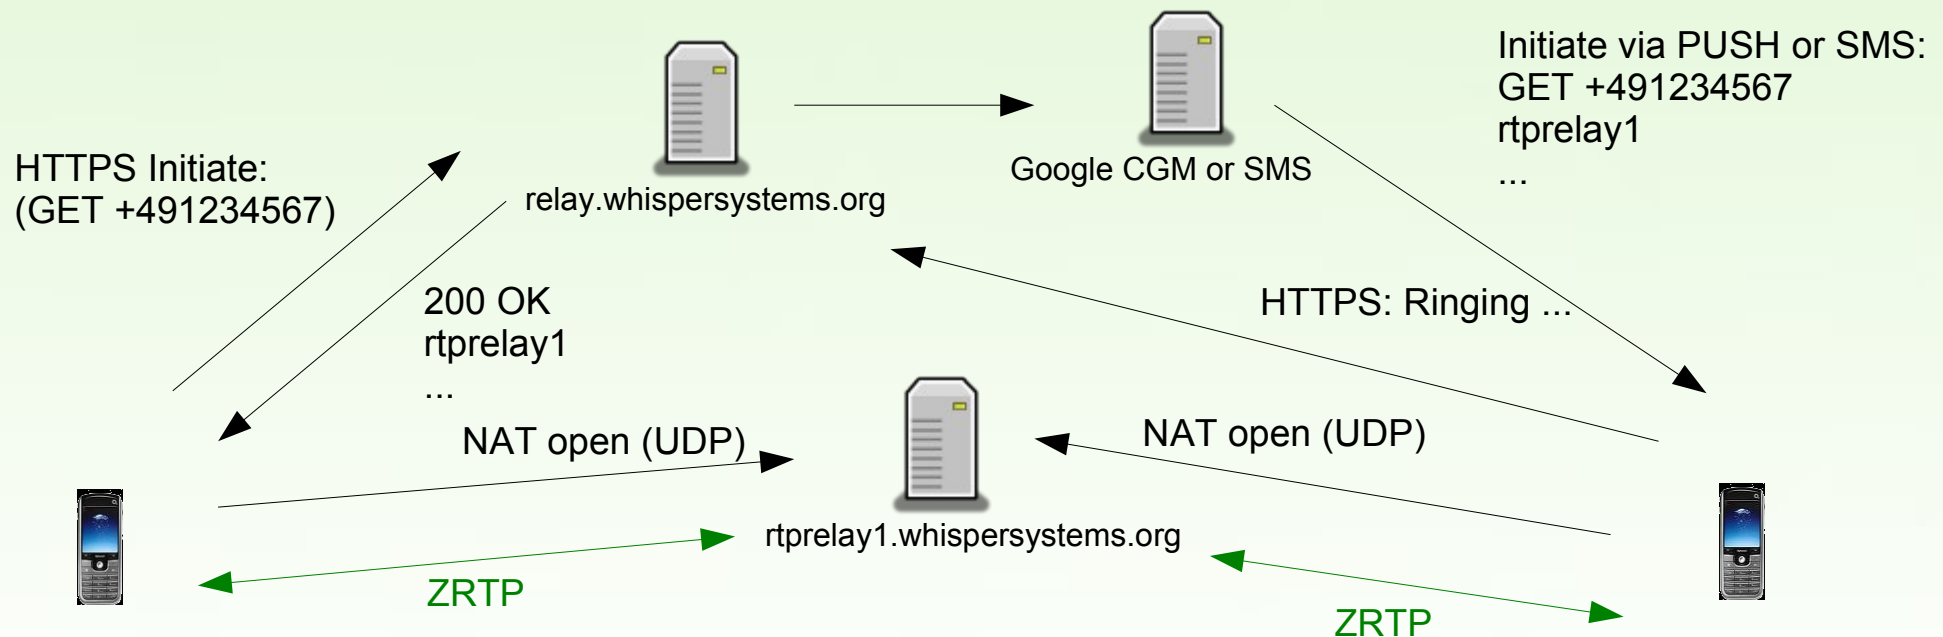 Initiate via PUSH or SMS:
GET +491234567
rtprelay1
...
HTTPS Initiate:
(GET +491234567)
relay.whispersystems.org
Google CGM or SMS
200 OK
rtprelay1
...
HTTPS: Ringing ...
NAT open (UDP)
NAT open (UDP)
rtprelay1.whispersystems.org
ZRTP
ZRTP